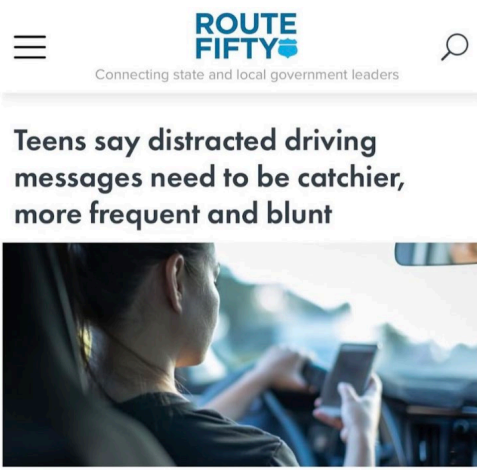 ROUTE
FIFTY
Connecting state and local government leaders
Teens say distracted driving
messages need to be catchier,
more frequent and blunt